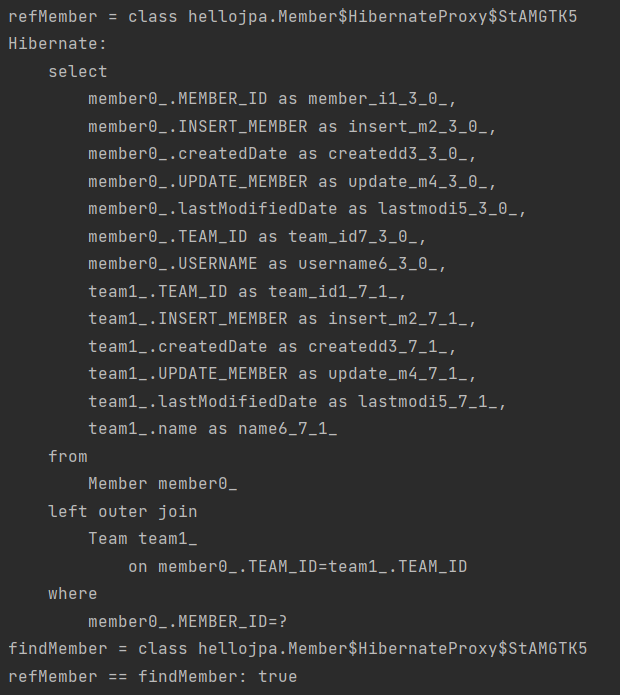 refMember = class hellojpa.Member$HibernateProxy$StAMGTK5
Hibernate:
    select
        member0_.MEMBER_ID as member_i1_3_0_,
        member0_.INSERT_MEMBER as insert_m2_3_0_,
        member0_.createdDate as createdd3_3_0_,
        member0_.UPDATE_MEMBER as update_m4_3_0_,
        member0_.lastModifiedDate as lastmodi5_3_0_,
        member0_.TEAM_ID as team_id7_3_0_,
        member0_.USERNAME as username6_3_0_,
        team1_.TEAM_ID as team_id1_7_1_,
        team1_.INSERT_MEMBER as insert_m2_7_1_,
        team1_.createdDate as createdd3_7_1_,
        team1_.UPDATE_MEMBER as update_m4_7_1_,
        team1_.lastModifiedDate as lastmodi5_7_1_,
        team1_.name as name6_7_1_
    from
        Member member0_
    left outer join
        Team team1_
            on member0_.TEAM_ID=team1_.TEAM_ID
    where
        member0_.MEMBER_ID=?
findMember = class hellojpa.Member$HibernateProxy$StAMGTK5
refMember == findMember: true